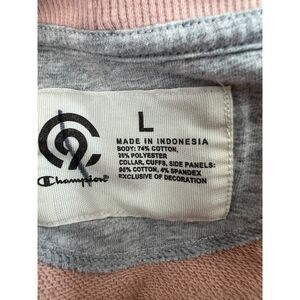 L
MADE IN INDONESIA
BODY: 74% COTTON,
26% POLYESTER
COLLAR, CUFFS, SIDE PANELS:
96% COTTON, 4% SPANDEX
EXCLUSIVE OF DECORATION
C9
Champion